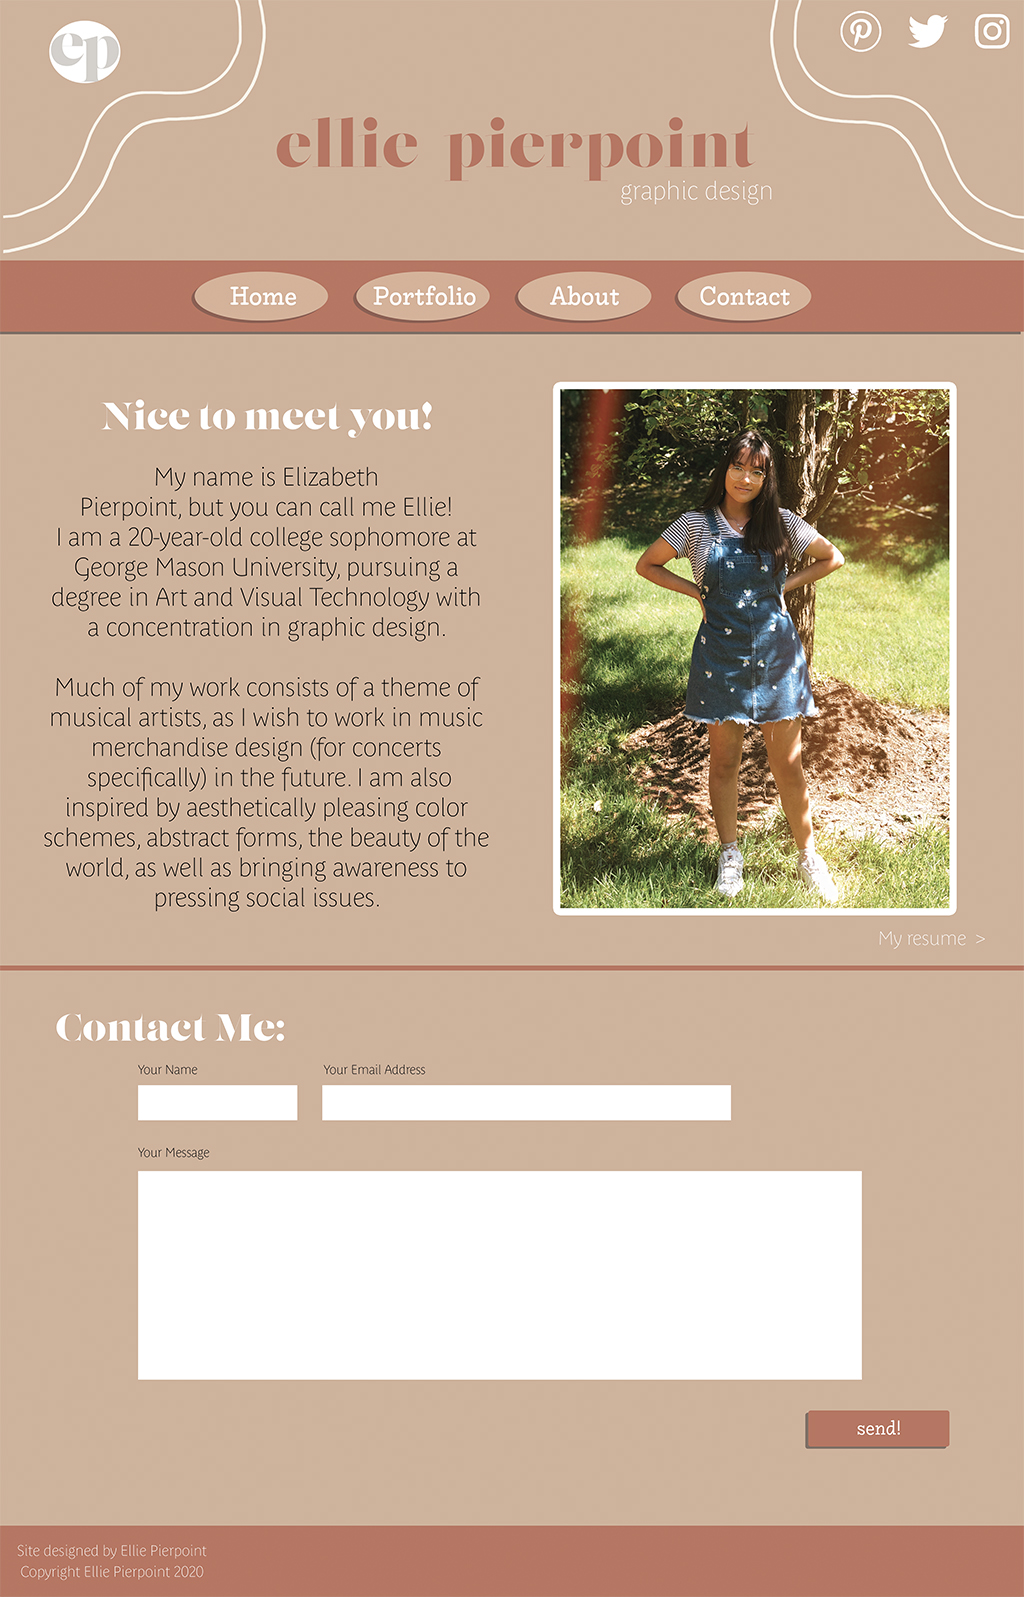 ep
ellie pierpoint
graphic design
Home Portfolio About Contact
Nice to meet you!
My name is Elizabeth
Pierpoint, but you can call me Ellie!
I am a 20-year-old college sophomore at
George Mason University, pursuing a
degree in Art and Visual Technology with
a concentration in graphic design.
Much of my work consists of a theme of
musical artists, as I wish to work in music
merchandise design (for concerts
specifically) in the future. I am also
inspired by aesthetically pleasing color
schemes, abstract forms, the beauty of the
world, as well as bringing awareness to
pressing social issues.
My resume >
Contact Me:
Your Name Your Email Address
Your Message
send!
Site designed by Ellie Pierpoint
Copyright Ellie Pierpoint 2020